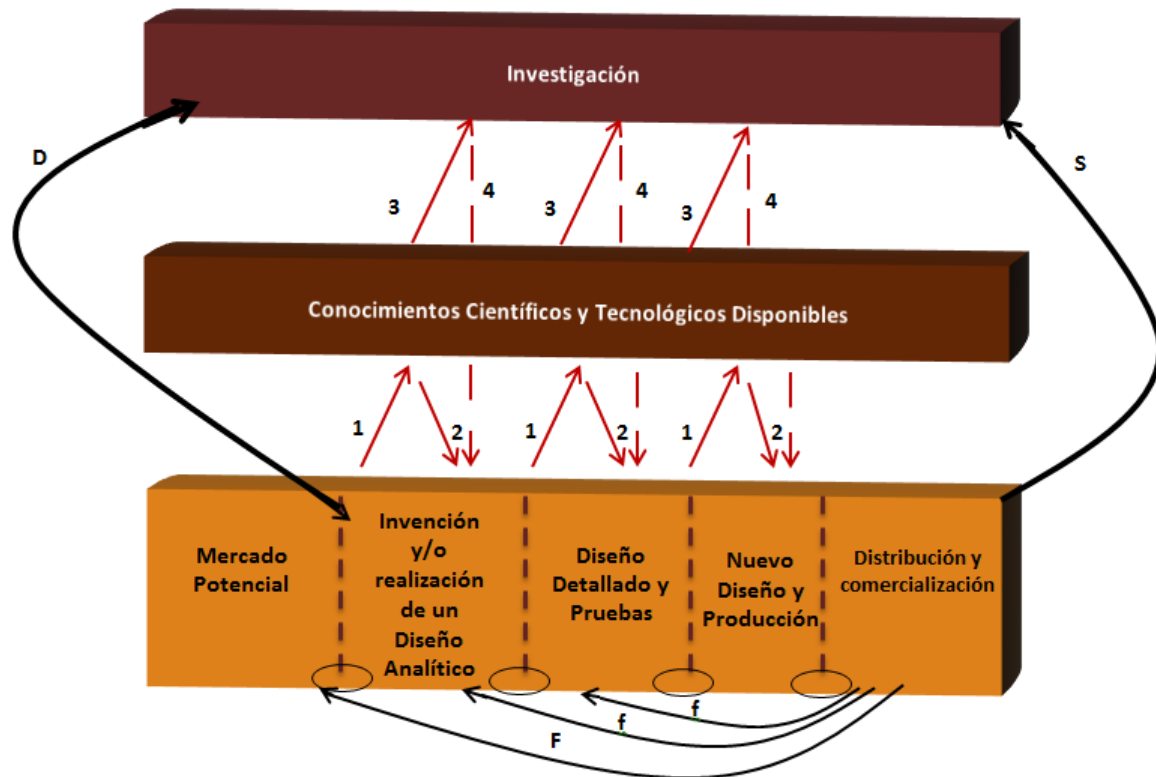 Investigación
D
S
3
4
3
4
3
4
Conocimientos Científicos y Tecnológicos Disponibles
1
2
1
2
1
2
Mercado
Potencial
Invención
y/o
realización
de un
Diseño
Analítico
Diseño
Detallado y
Pruebas
Nuevo
Diseño y
Producción
Distribución y
comercialización
f
f
F